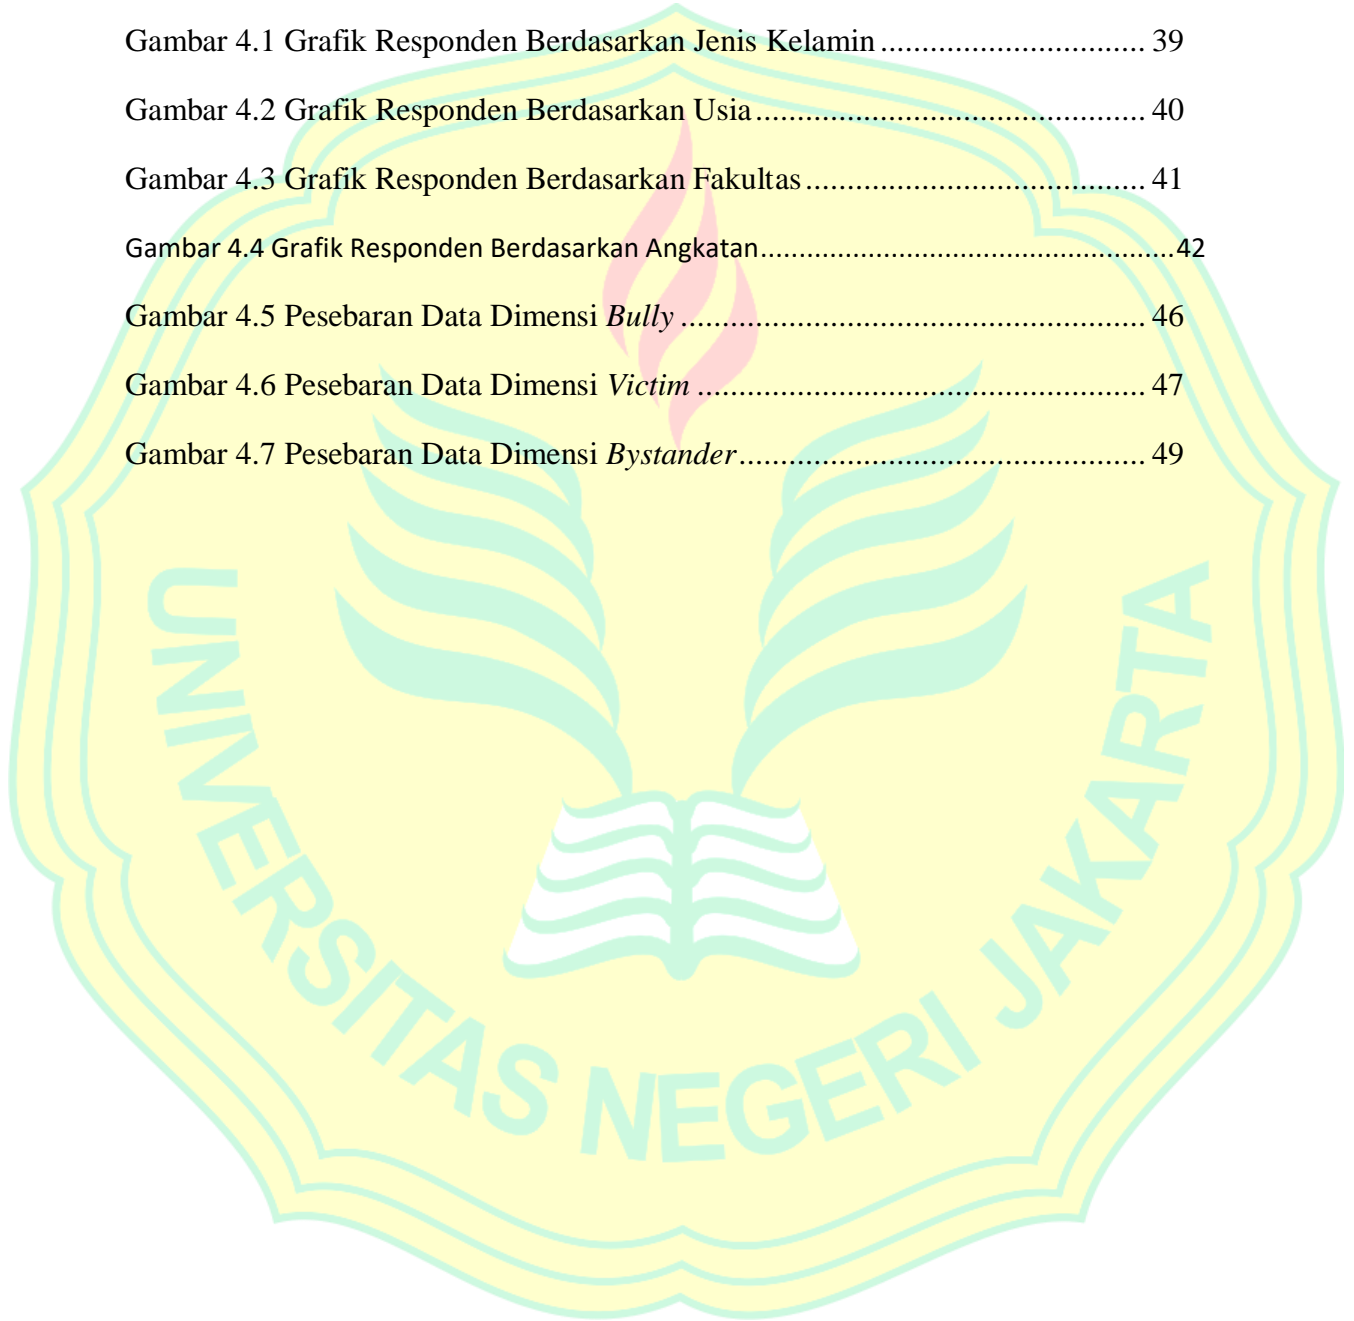 Gambar 4.1 Grafik Responden Berdasarkan Jenis Kelamin ................................ 39
Gambar 4.2 Grafik Responden Berdasarkan Usia ............................................... 40
Gambar 4.3 Grafik Responden Berdasarkan Fakultas ......................................... 41
Gambar 4.4 Grafik Responden Berdasarkan Angkatan ....................................................... 42
Gambar 4.5 Pesebaran Data Dimensi Bully ........................................................ 46
Gambar 4.6 Pesebaran Data Dimensi Victim ...................................................... 47
Gambar 4.7 Pesebaran Data Dimensi Bystander ................................................. 49
UNIVERSITAS NEGERI JAKARTA